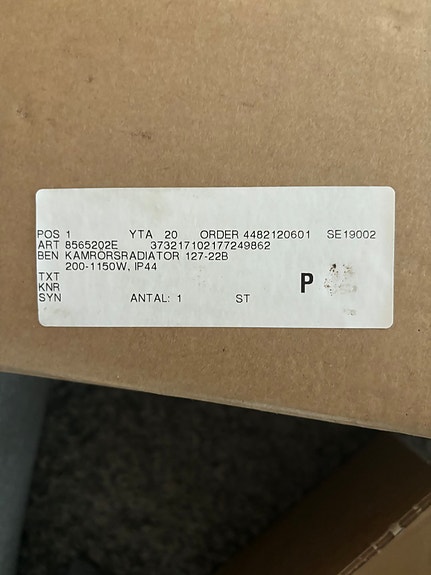 POS 1 YTA 20 ORDER 4482120601 SE19002
ART 8565202E 373217102177249862
BEN KAMRORSRADIATOR 127-22B
200-1150W, IP44
TXT
KNR
SYN ANTAL: 1 ST
P